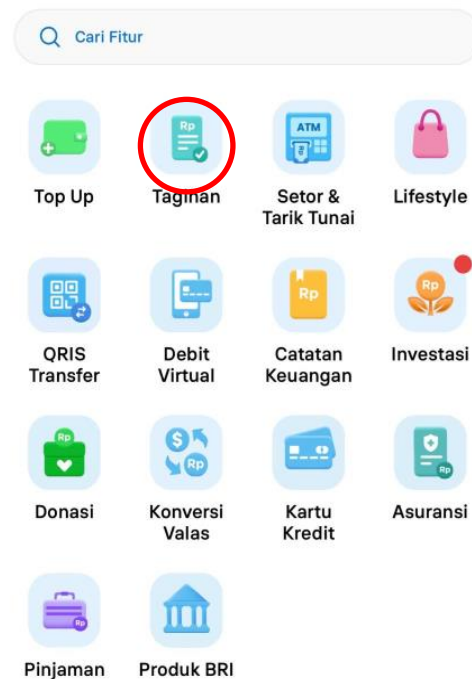 Cari Fitur
Rp
ATM
Top Up
Tagihan
Setor &
Tarik Tunai
Lifestyle
Rp
Rp
QRIS
Transfer
Debit
Virtual
Catatan
Keuangan
Investasi
Rp
$
Rp
Rp
Donasi
Konversi
Valas
Kartu
Kredit
Asuransi
Rp
Pinjaman
Produk BRI